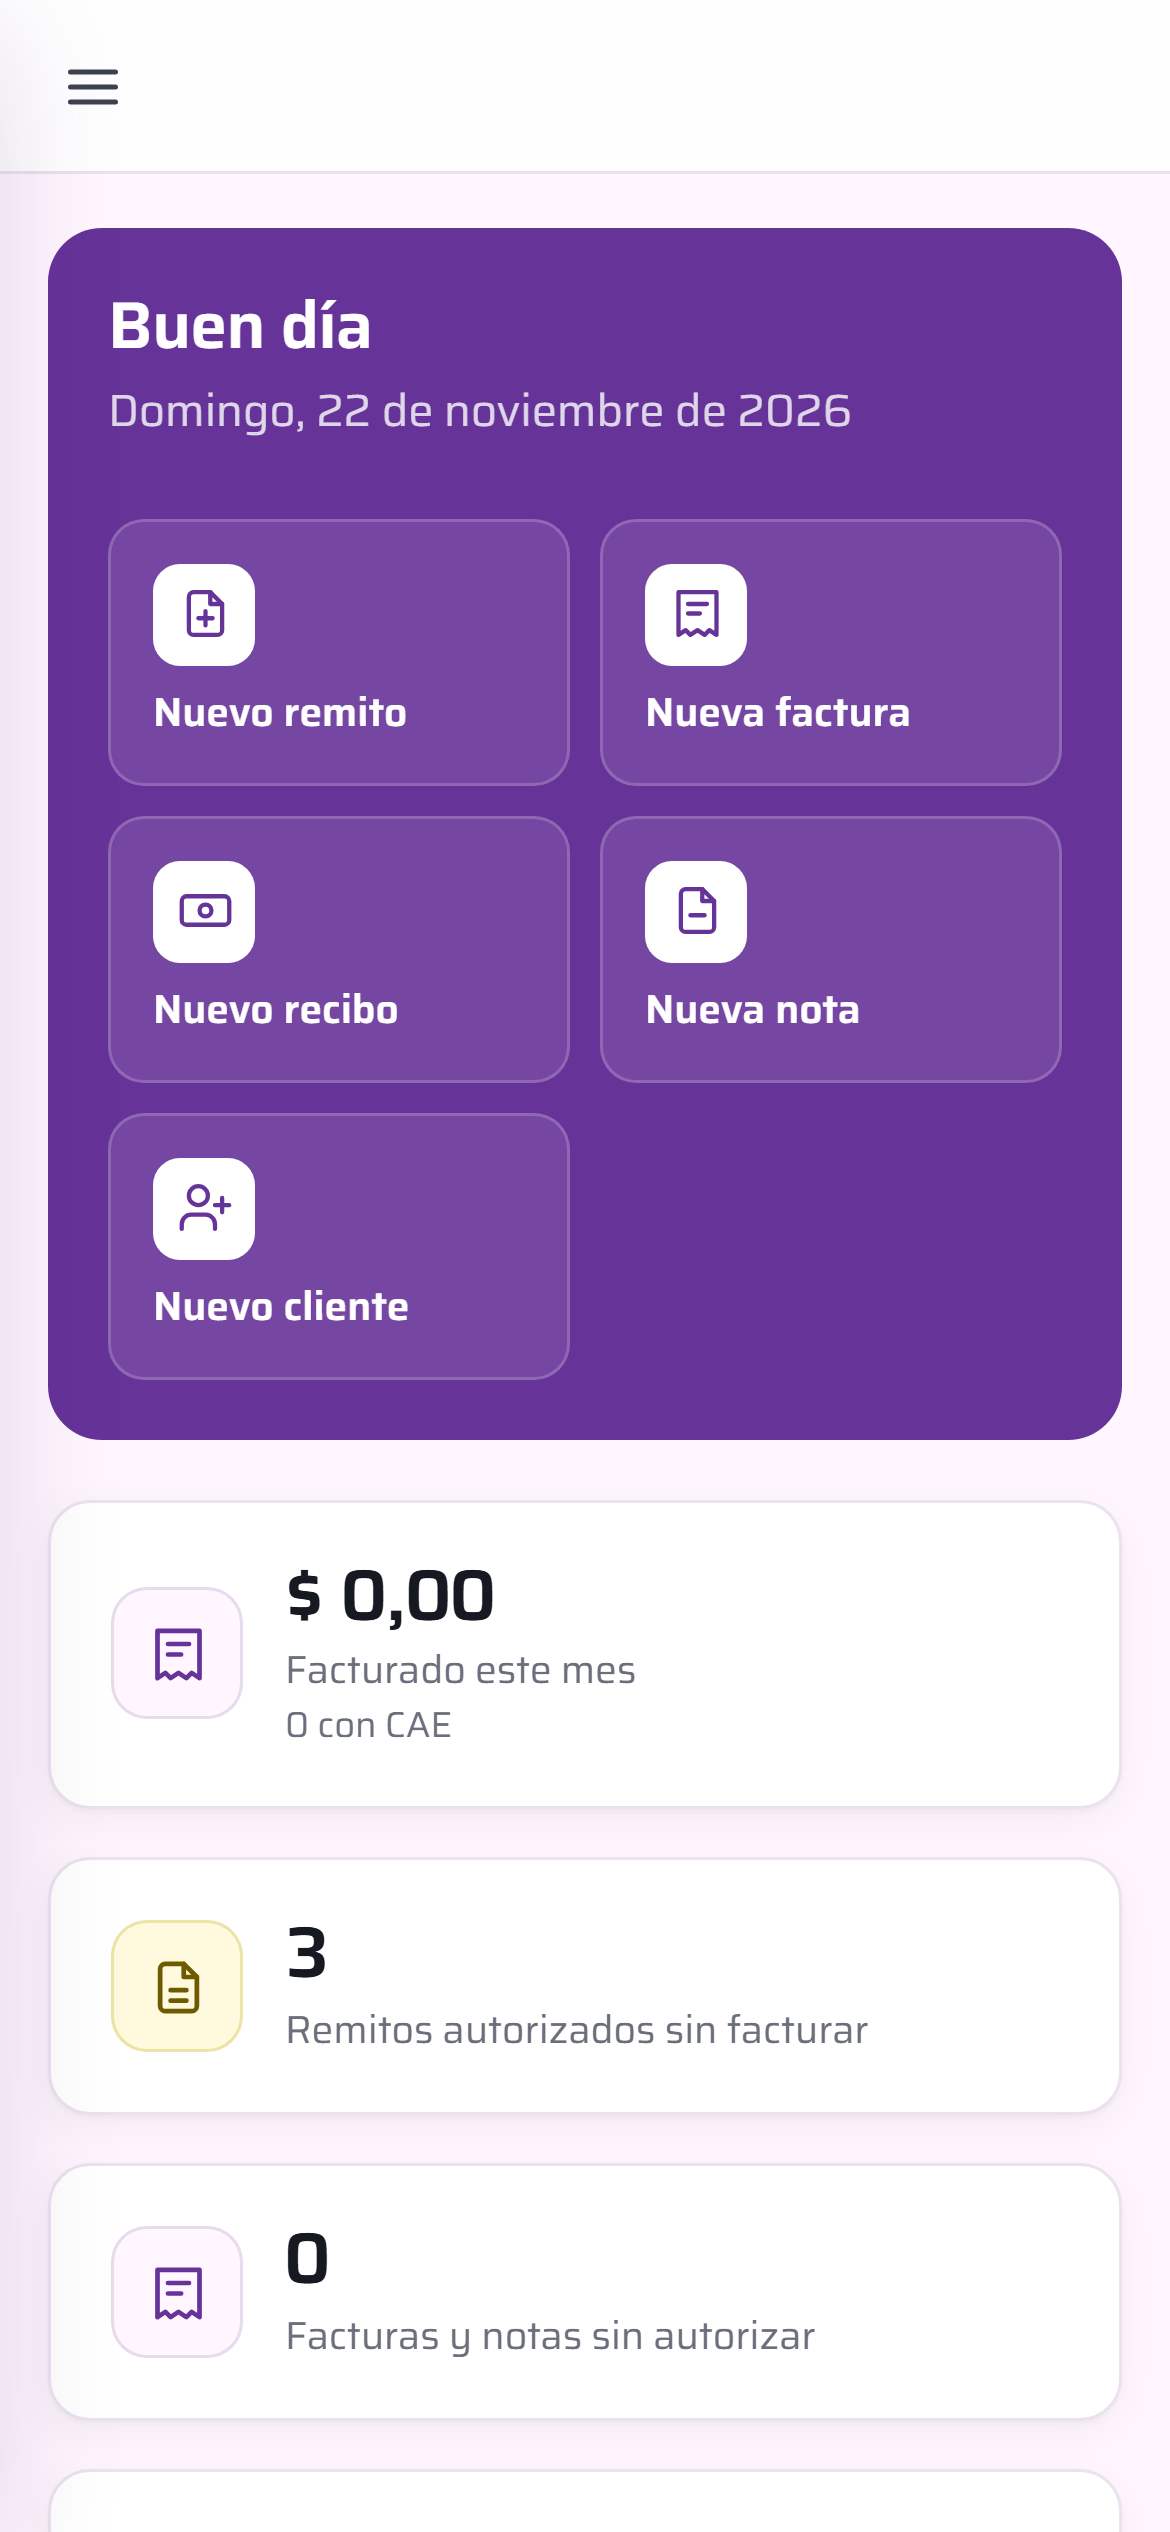 Buen día
Domingo, 22 de noviembre de 2026
Nuevo remito
Nueva factura
Nuevo recibo
Nueva nota
Nuevo cliente
$ 0,00
Facturado este mes
0 con CAE
3
Remitos autorizados sin facturar
0
Facturas y notas sin autorizar